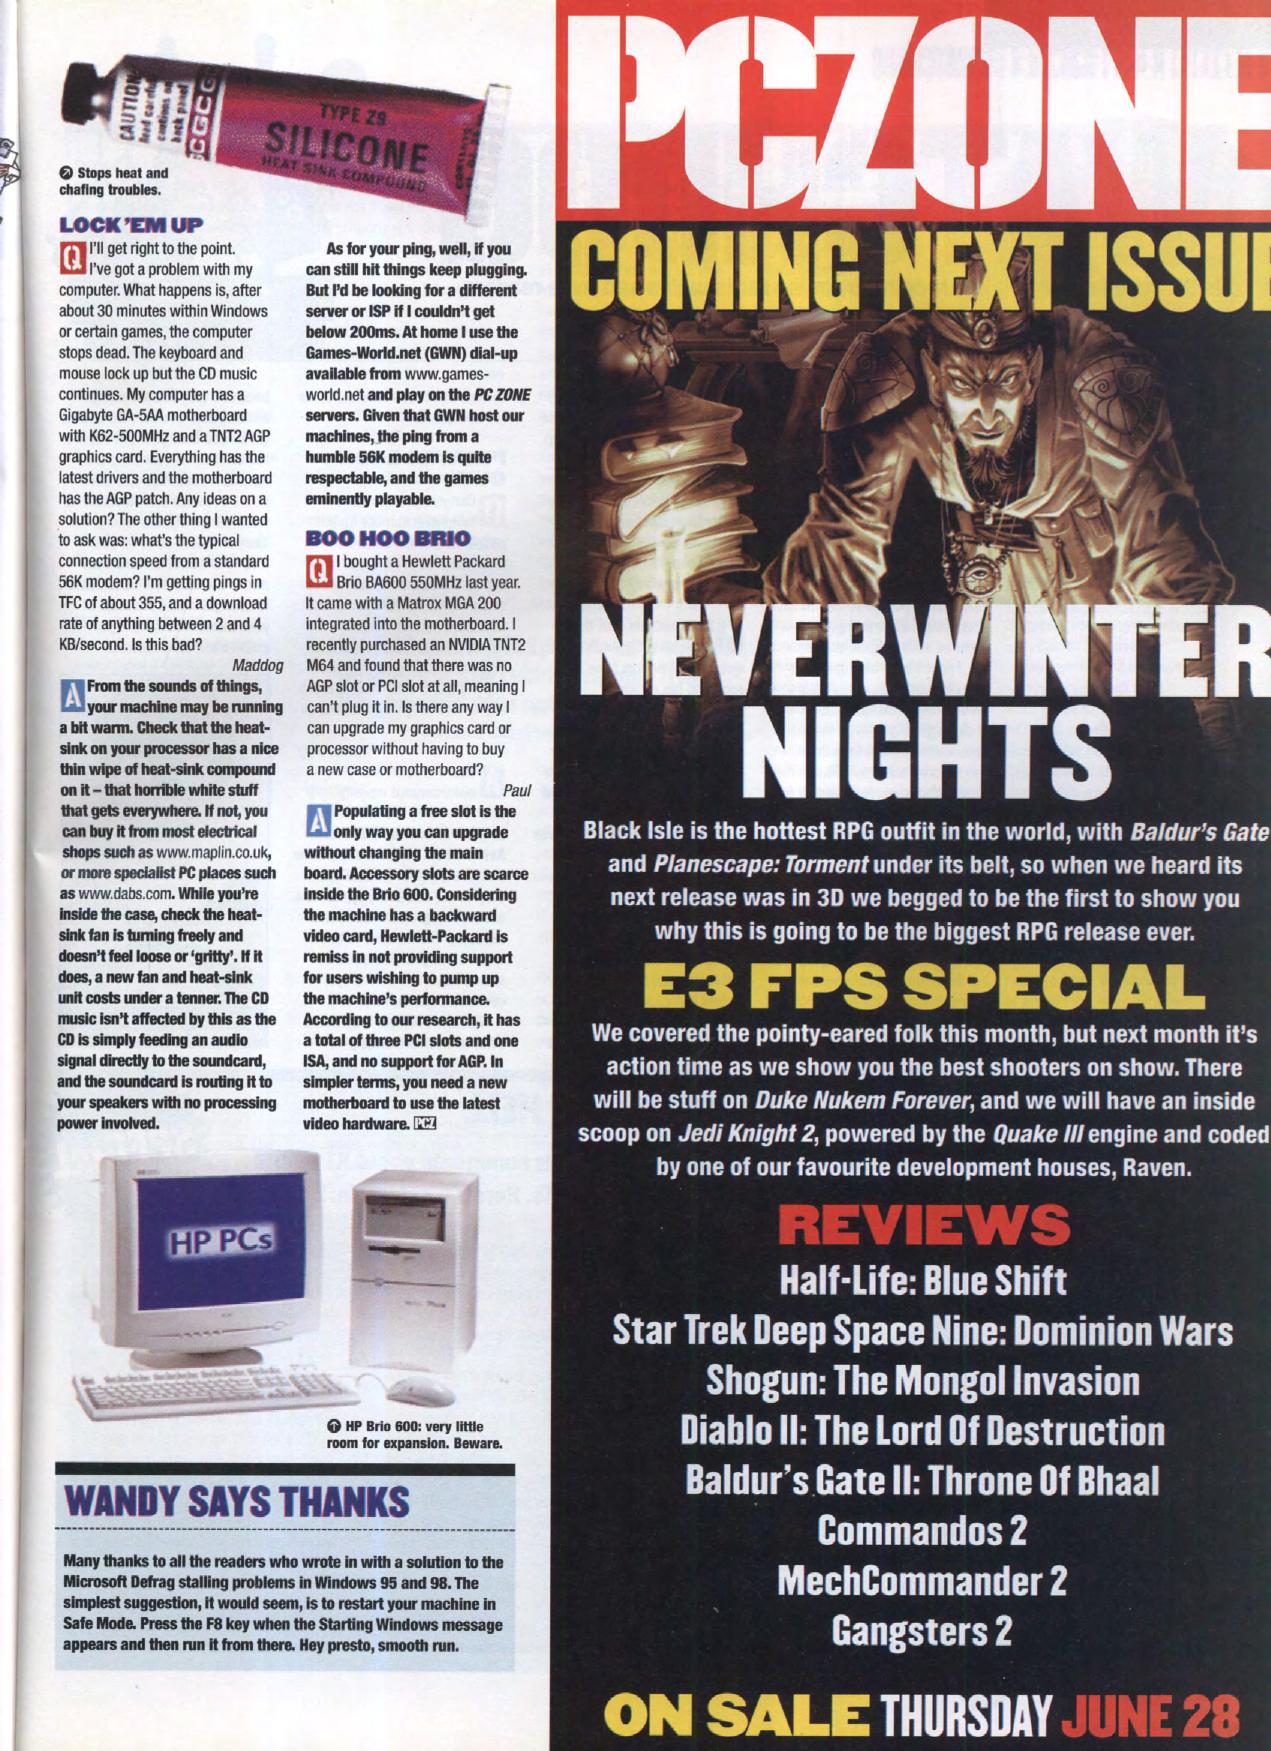 CAUTION
TYPE Z9
SILICONE
HEAT SINK COMPOUND
Stops heat and
chafing troubles.
LOCK 'EM UP
Q I'll get right to the point.
I've got a problem with my
computer. What happens is, after
about 30 minutes within Windows
or certain games, the computer
stops dead. The keyboard and
mouse lock up but the CD music
continues. My computer has a
Gigabyte GA-5AA motherboard
with K62-500MHz and a TNT2 AGP
graphics card. Everything has the
latest drivers and the motherboard
has the AGP patch. Any ideas on a
solution? The other thing I wanted
to ask was: what's the typical
connection speed from a standard
56K modem? I'm getting pings in
TFC of about 355, and a download
rate of anything between 2 and 4
KB/second. Is this bad?
Maddog
A From the sounds of things,
your machine may be running
a bit warm. Check that the heat-
sink on your processor has a nice
thin wipe of heat-sink compound
on it – that horrible white stuff
that gets everywhere. If not, you
can buy it from most electrical
shops such as www.maplin.co.uk,
or more specialist PC places such
as www.dabs.com. While you're
inside the case, check the heat-
sink fan is turning freely and
doesn't feel loose or 'gritty'. If it
does, a new fan and heat-sink
unit costs under a tenner. The CD
music isn't affected by this as the
CD is simply feeding an audio
signal directly to the soundcard,
and the soundcard is routing it to
your speakers with no processing
power involved.
As for your ping, well, if you
can still hit things keep plugging.
But I'd be looking for a different
server or ISP if I couldn't get
below 200ms. At home I use the
Games-World.net (GWN) dial-up
available from www.games-
world.net and play on the PC ZONE
servers. Given that GWN host our
machines, the ping from a
humble 56K modem is quite
respectable, and the games
eminently playable.
BOO HOO BRIO
Q I bought a Hewlett Packard
Brio BA600 550MHz last year.
It came with a Matrox MGA 200
integrated into the motherboard. I
recently purchased an NVIDIA TNT2
M64 and found that there was no
AGP slot or PCI slot at all, meaning I
can't plug it in. Is there any way I
can upgrade my graphics card or
processor without having to buy
a new case or motherboard?
Paul
A Populating a free slot is the
only way you can upgrade
without changing the main
board. Accessory slots are scarce
inside the Brio 600. Considering
the machine has a backward
video card, Hewlett-Packard is
remiss in not providing support
for users wishing to pump up
the machine's performance.
According to our research, it has
a total of three PCI slots and one
ISA, and no support for AGP. In
simpler terms, you need a new
motherboard to use the latest
video hardware. PCZ
HP PCs
HP Brio 600: very little
room for expansion. Beware.
WANDY SAYS THANKS
Many thanks to all the readers who wrote in with a solution to the
Microsoft Defrag stalling problems in Windows 95 and 98. The
simplest suggestion, it would seem, is to restart your machine in
Safe Mode. Press the F8 key when the Starting Windows message
appears and then run it from there. Hey presto, smooth run.
PCZONE
COMING NEXT ISSUE
NEVERWINTER
NIGHTS
Black Isle is the hottest RPG outfit in the world, with Baldur's Gate
and Planescape: Torment under its belt, so when we heard its
next release was in 3D we begged to be the first to show you
why this is going to be the biggest RPG release ever.
E3 FPS SPECIAL
We covered the pointy-eared folk this month, but next month it's
action time as we show you the best shooters on show. There
will be stuff on Duke Nukem Forever, and we will have an inside
scoop on Jedi Knight 2, powered by the Quake III engine and coded
by one of our favourite development houses, Raven.
REVIEWS
Half-Life: Blue Shift
Star Trek Deep Space Nine: Dominion Wars
Shogun: The Mongol Invasion
Diablo II: The Lord Of Destruction
Baldur's Gate II: Throne Of Bhaal
Commandos 2
MechCommander 2
Gangsters 2
ON SALE THURSDAY JUNE 28